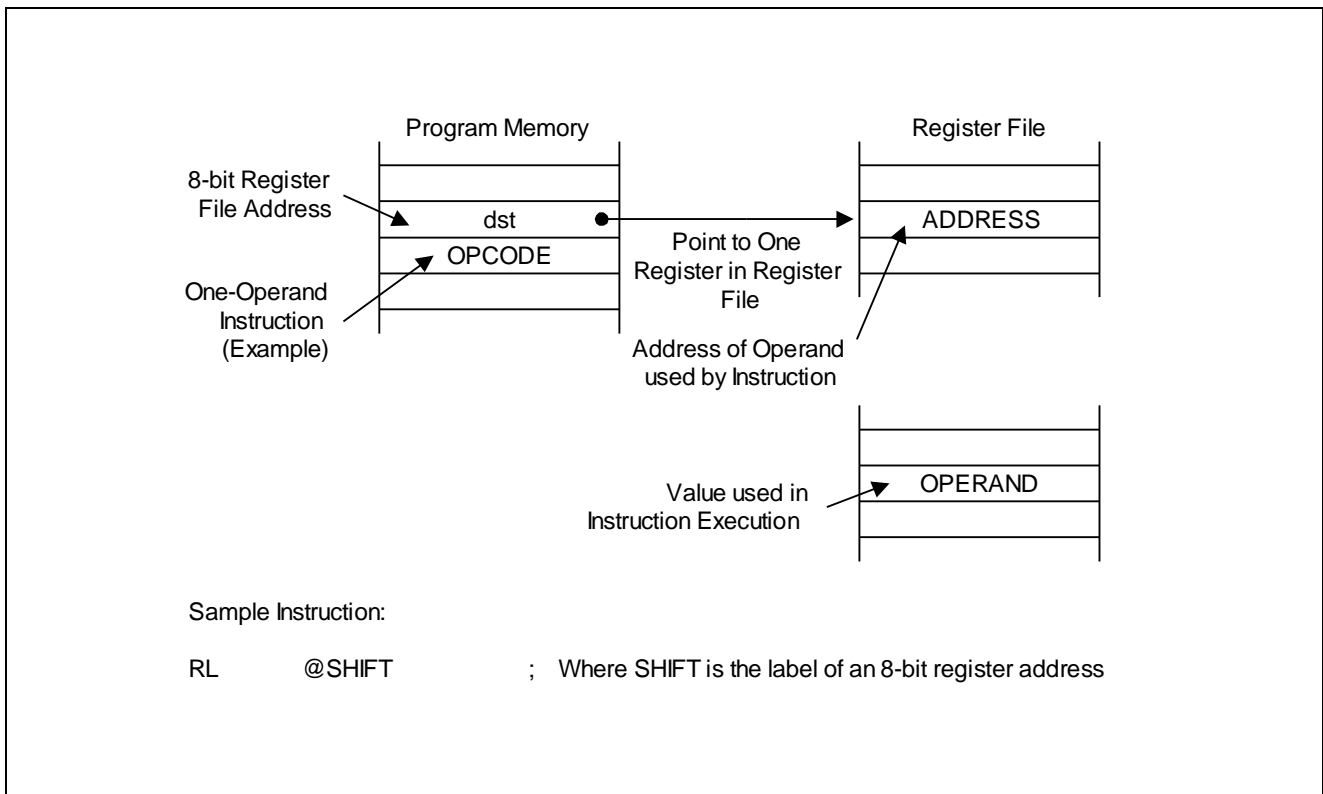 Program Memory
Register File
8-bit Register
File Address
dst
ADDRESS
OPCODE
Point to One
Register in Register
File
One-Operand
Instruction
(Example)
Address of Operand
used by Instruction
OPERAND
Value used in
Instruction Execution
Sample Instruction:
RL @SHIFT ; Where SHIFT is the label of an 8-bit register address